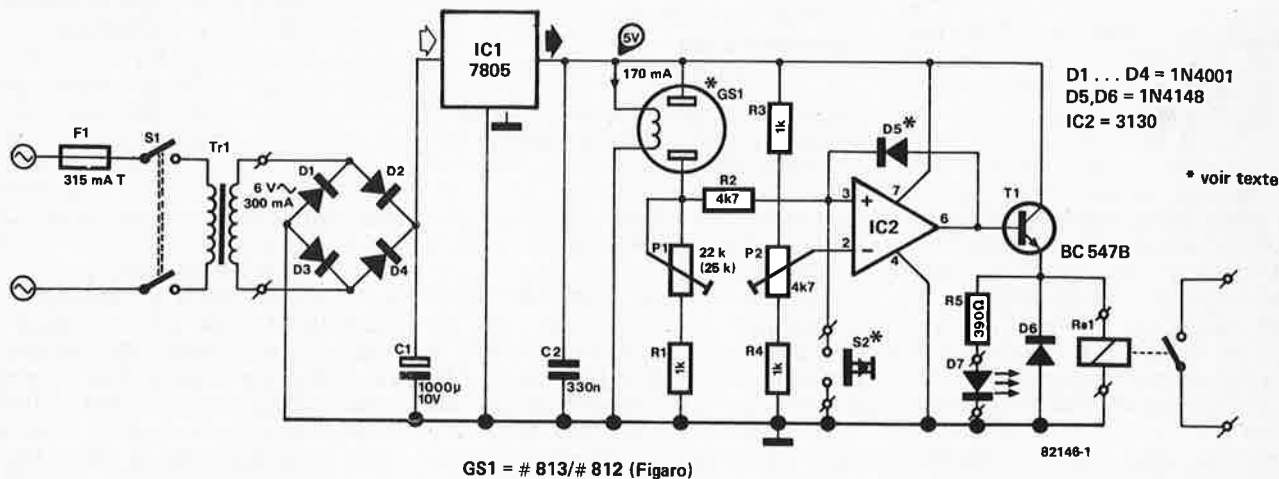 F1
315 mA T
S1
Tr1
6 V~
300 mA
D1
D2
D3
D4
C1
1000µ
10V
IC1
7805
C2
330n
5V
170 mA
*GS1
P1
22 k
(25 k)
R1
1k
R2
4k7
R3
1k
P2
4k7
R4
1k
D5*
3
+
2
−
7
IC2
6
4
S2*
T1
BC 547B
R5
390Ω
D7
D6
Re1
D1 . . . D4 = 1N4001
D5,D6 = 1N4148
IC2 = 3130
* voir texte
82146-1
GS1 = # 813/# 812 (Figaro)